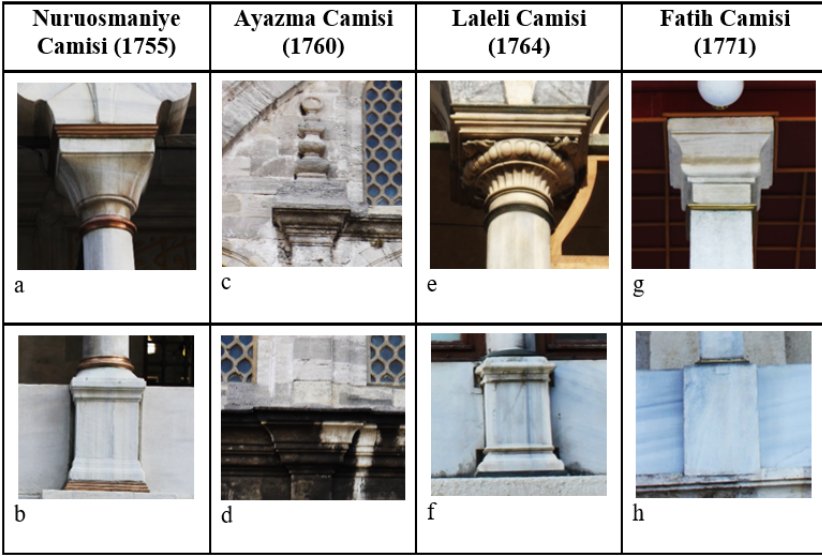 Nuruosmaniye
Camisi (1755)
Ayazma Camisi
(1760)
Laleli Camisi
(1764)
Fatih Camisi
(1771)
a
c
e
g
b
d
f
h